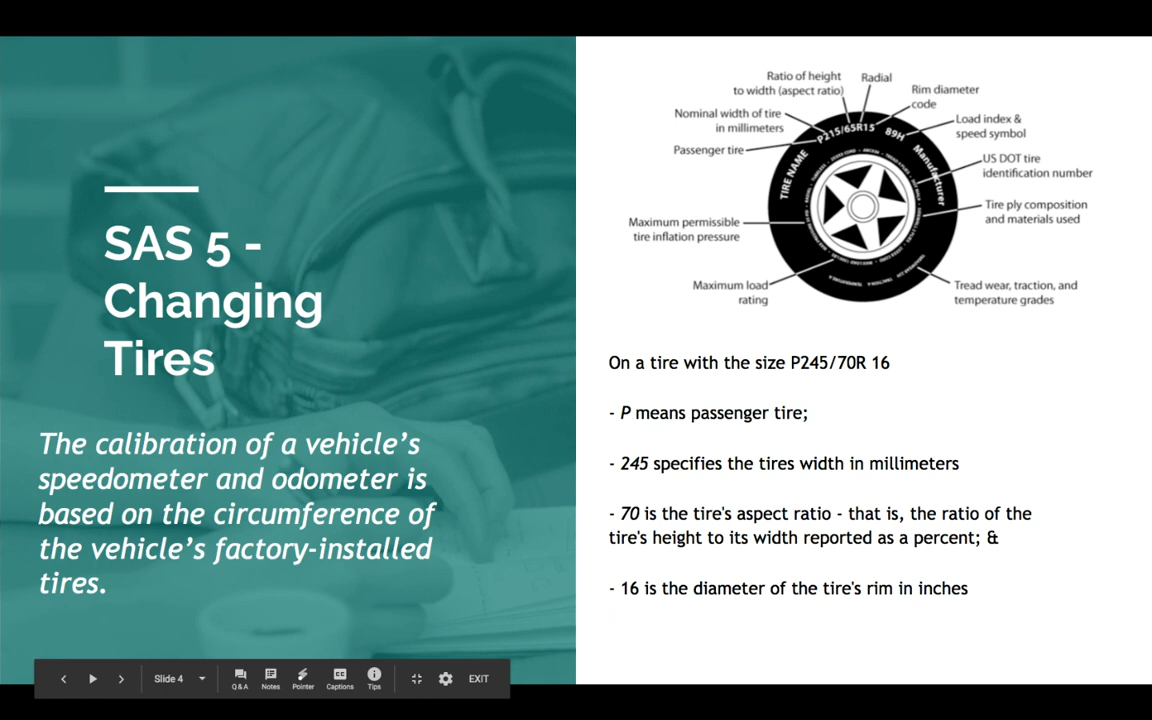 SAS 5 -
Changing
Tires
The calibration of a vehicle's
speedometer and odometer is
based on the circumference of
the vehicle's factory-installed
tires.
Ratio of height
to width (aspect ratio)
Radial
Rim diameter
code
Nominal width of tire
in millimeters
Load index &
speed symbol
Passenger tire
US DOT tire
identification number
Tire ply composition
and materials used
Maximum permissible
tire inflation pressure
Maximum load
rating
Tread wear, traction, and
temperature grades
TIRE NAME
P215/65R15
89H
Manufacturer
On a tire with the size P245/70R 16
- P means passenger tire;
- 245 specifies the tires width in millimeters
- 70 is the tire's aspect ratio - that is, the ratio of the
tire's height to its width reported as a percent; &
- 16 is the diameter of the tire's rim in inches
Slide 4
Q & A
Notes
Pointer
CC
Captions
Tips
EXIT